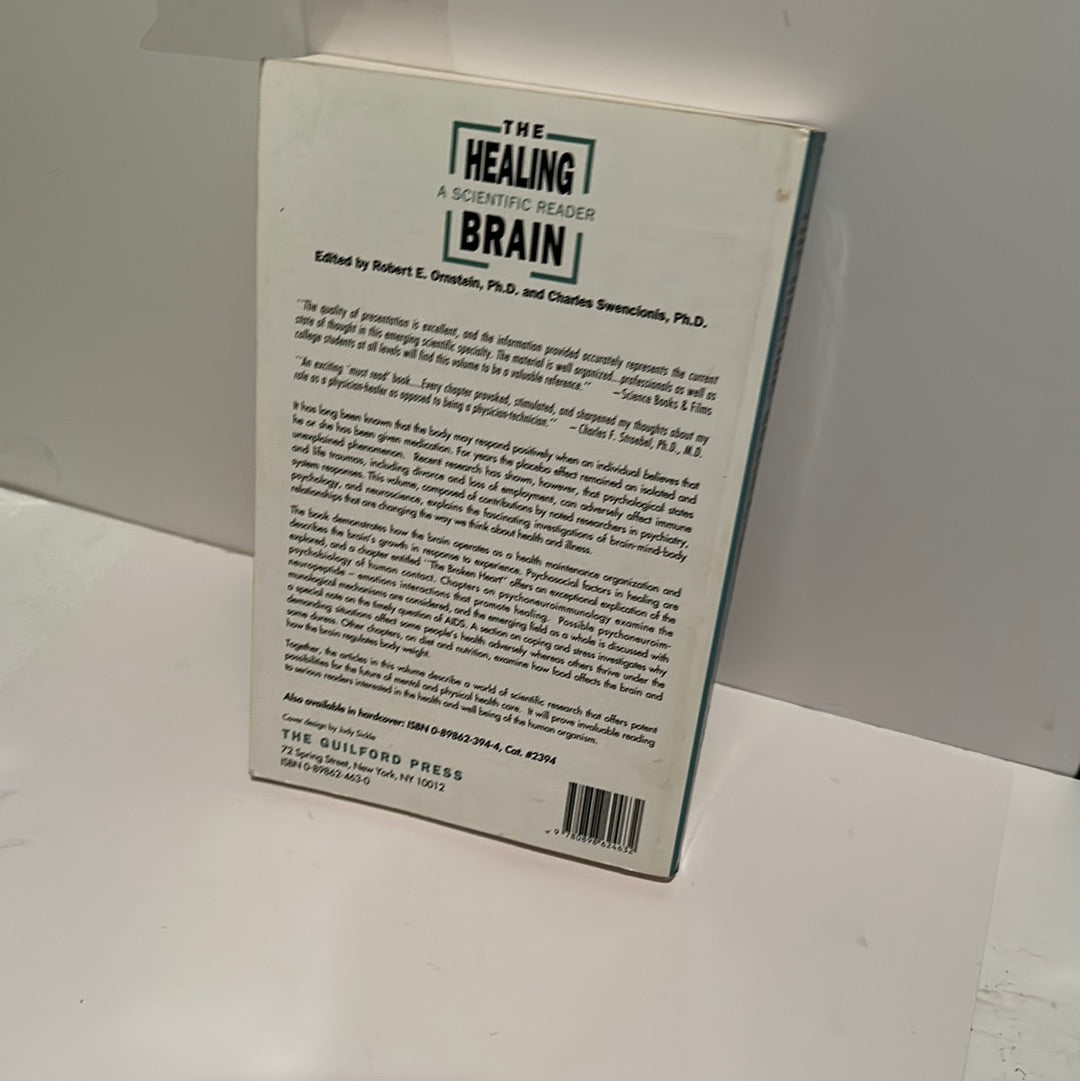 THE
HEALING
A SCIENTIFIC READER
BRAIN
Edited by Robert E. Ornstein, Ph.D. and Charles Swencionis, Ph.D.
"The quality of presentation is excellent, and the information provided accurately represents the current
state of thought in this emerging scientific specialty. The material is well organized...professionals as well as
college students at all levels will find this volume to be a valuable reference." —Science Books & Films
"An exciting 'must read' book....Every chapter provoked, stimulated, and sharpened my thoughts about my
role as a physician-healer as opposed to being a physician-technician." —Charles F. Stroebel, Ph.D., M.D.
It has long been known that the body may respond positively when an individual believes that
he or she has been given medication. For years the placebo effect remained an isolated and
unexplained phenomenon. Recent research has shown, however, that psychological states
and life traumas, including divorce and loss of employment, can adversely affect immune
system responses. This volume, composed of contributions by noted researchers in psychiatry,
psychology, and neuroscience, explains the fascinating investigations of brain-mind-body
relationships that are changing the way we think about health and illness.
The book demonstrates how the brain operates as a health maintenance organization and
describes the brain's growth in response to experience. Psychosocial factors in healing are
explored, and a chapter entitled "The Broken Heart" offers an exceptional explication of the
psychobiology of human contact. Chapters on psychoneuroimmunology examine the
neuropeptide – emotions interactions that promote healing. Possible psychoneuroim-
munological mechanisms are considered, and the emerging field as a whole is discussed with
a special note on the timely question of AIDS. A section on coping and stress investigates why
demanding situations affect some people's health adversely whereas others thrive under the
same duress. Other chapters, on diet and nutrition, examine how food affects the brain and
how the brain regulates body weight.
Together, the articles in this volume describe a world of scientific research that offers potent
possibilities for the future of mental and physical health care. It will prove invaluable reading
to serious readers interested in the health and well being of the human organism.
Also available in hardcover: ISBN 0-89862-394-4, Cat. #2394
Cover design by Judy Sickle
THE GUILFORD PRESS
72 Spring Street, New York, NY 10012
ISBN 0-89862-463-0
9 780898 624632